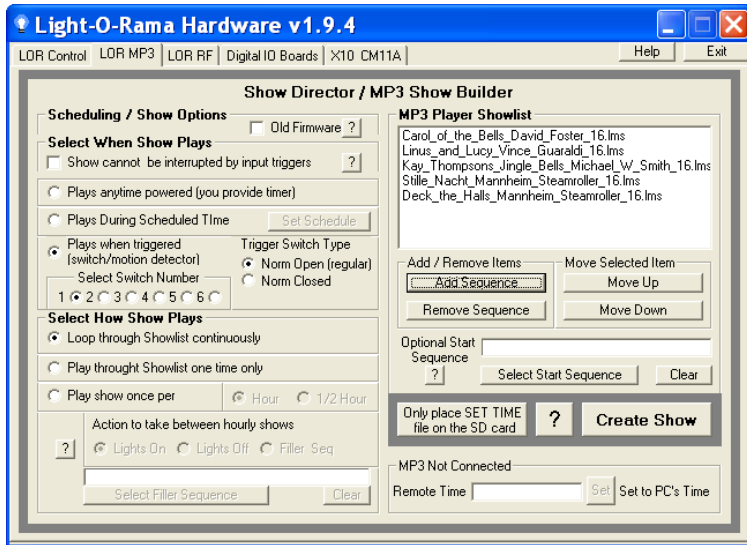 Light-O-Rama Hardware v1.9.4
LOR Control LOR MP3 LOR RF Digital IO Boards X10 CM11A Help Exit
Show Director / MP3 Show Builder
Scheduling / Show Options
Old Firmware ?
Select When Show Plays
Show cannot be interrupted by input triggers ?
Plays anytime powered (you provide timer)
Plays During Scheduled TIme Set Schedule
Plays when triggered
(switch/motion detector)
Select Switch Number
1 2 3 4 5 6
Trigger Switch Type
Norm Open (regular)
Norm Closed
Select How Show Plays
Loop through Showlist continuously
Play throught Showlist one time only
Play show once per Hour 1/2 Hour
Action to take between hourly shows
? Lights On Lights Off Filler Seq
Select Filler Sequence Clear
MP3 Player Showlist
Carol_of_the_Bells_David_Foster_16.lms
Linus_and_Lucy_Vince_Guaraldi_16.lms
Kay_Thompsons_Jingle_Bells_Michael_W_Smith_16.lms
Stille_Nacht_Mannheim_Steamroller_16.lms
Deck_the_Halls_Mannheim_Steamroller_16.lms
Add / Remove Items
Add Sequence
Remove Sequence
Move Selected Item
Move Up
Move Down
Optional Start
Sequence
? Select Start Sequence Clear
Only place SET TIME
file on the SD card
? Create Show
MP3 Not Connected
Remote Time Set Set to PC's Time